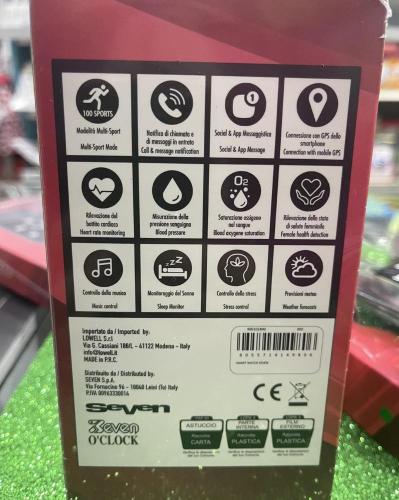 100 SPORTS
Modalità Multi-Sport
Multi-Sport Mode
Notifica di chiamata e
di messaggi in entrata
Call & message notification
1
Social & App Messaggistica
Social & App Message
Connessione con GPS dello
smartphone
Connection with mobile GPS
Rilevazione del
battito cardiaco
Heart rate monitoring
Misurazione della
pressione sanguigna
Blood pressure
O2
Saturazione ossigeno
nel sangue
Blood oxygene saturation
Rilevazione dello stato
di salute femminile
Female health detection
Controllo della musica
Music control
Monitoraggio del Sonno
Sleep Monitor
Controllo dello stress
Stress control
Previsioni meteo
Weather forecasts
Importato da / Imported by:
LOWELL S.r.l
Via G. Cassiani 188/L - 41122 Modena - Italy
info@lowell.it
MADE in P.R.C.
Distribuito da / Distributed by:
SEVEN S.p.A.
Via Fornacino 96 - 10040 Leini (To) Italy
P.IVA 00963330014
Seven
Seven
O'CLOCK
CE
ASTUCCIO
Raccolta
CARTA
PARTE
INTERNA
Raccolta
PLASTICA
FILM
ESTERNO
Raccolta
PLASTICA